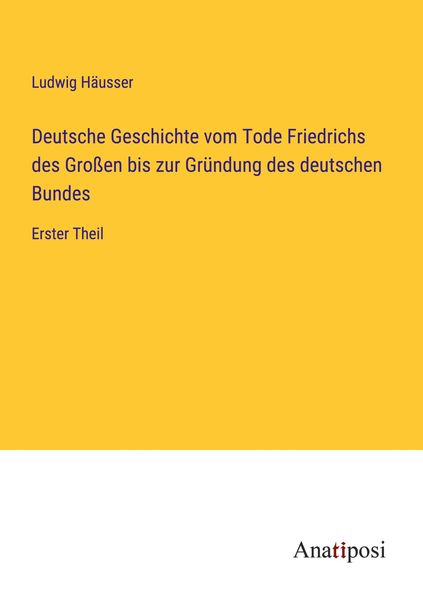 Ludwig Häusser
Deutsche Geschichte vom Tode Friedrichs
des Großen bis zur Gründung des deutschen
Bundes
Erster Theil
Anatiposi